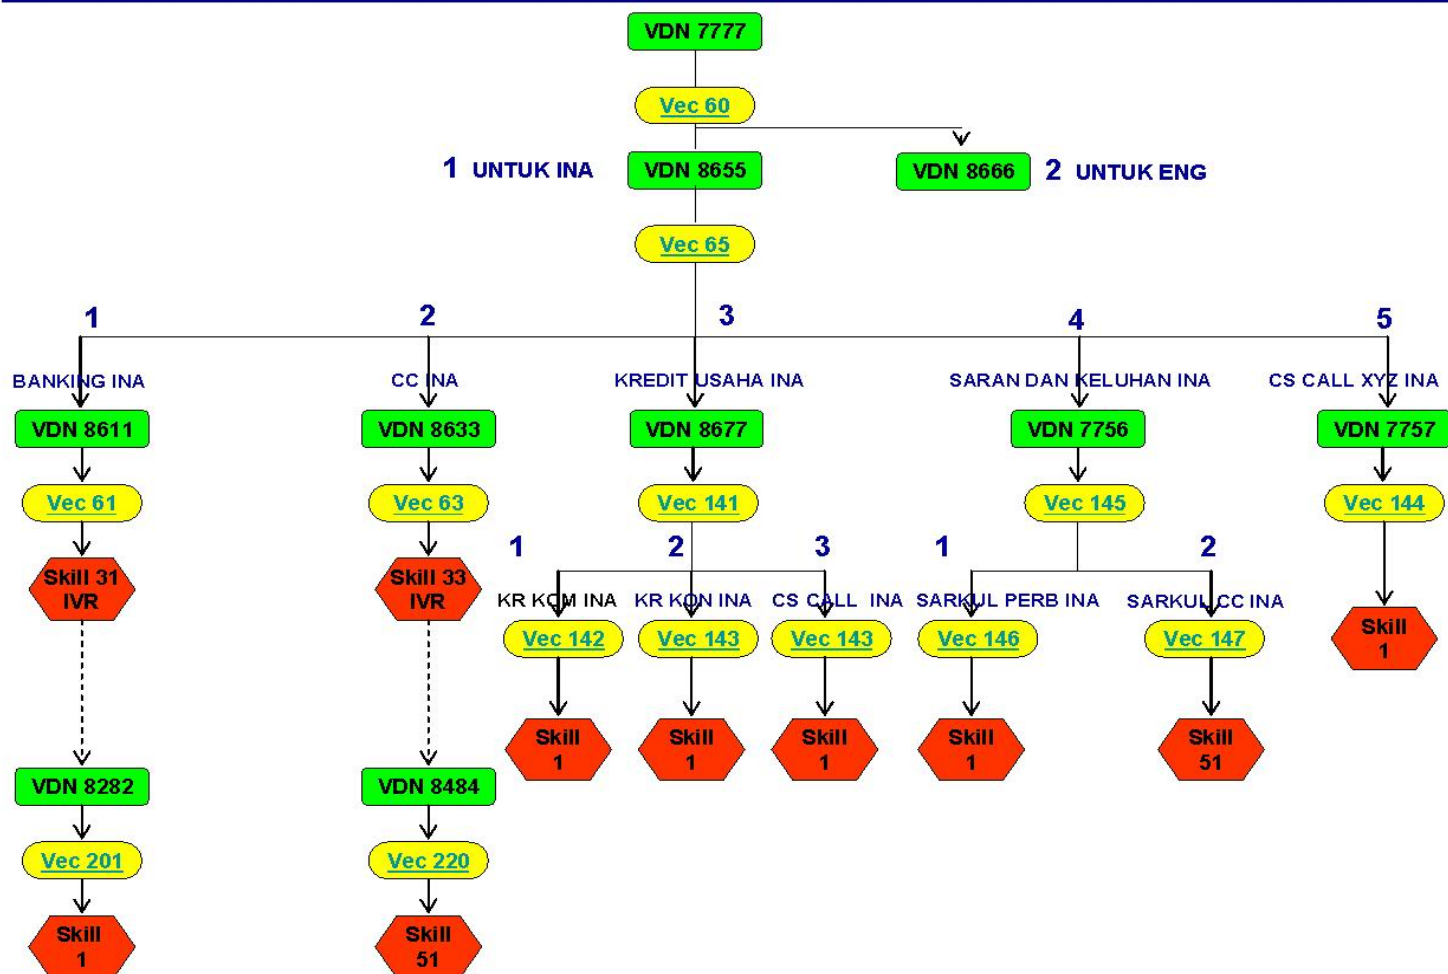 VDN 7777
Vec 60
1 UNTUK INA
VDN 8655
VDN 8666
2 UNTUK ENG
Vec 65
1
2
3
4
5
BANKING INA
CC INA
KREDIT USAHA INA
SARAN DAN KELUHAN INA
CS CALL XYZ INA
VDN 8611
VDN 8633
VDN 8677
VDN 7756
VDN 7757
Vec 61
Vec 63
Vec 141
Vec 145
Vec 144
1
2
3
1
2
Skill 31
IVR
Skill 33
IVR
KR KOM INA
KR KON INA
CS CALL INA
SARKUL PERB INA
SARKUL CC INA
Vec 142
Vec 143
Vec 143
Vec 146
Vec 147
Skill
1
Skill
1
Skill
1
Skill
1
Skill
1
Skill
51
VDN 8282
VDN 8484
Vec 201
Vec 220
Skill
1
Skill
51